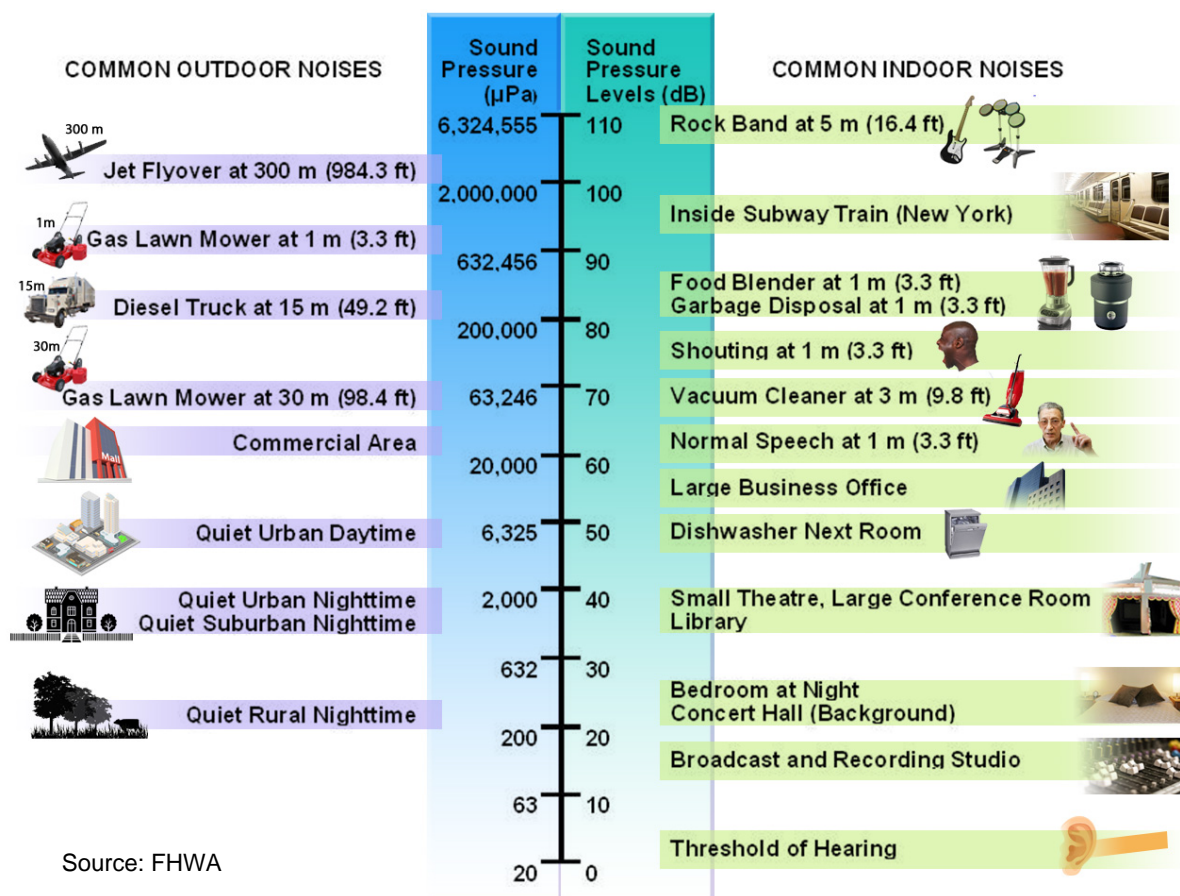 COMMON OUTDOOR NOISES
300 m
Jet Flyover at 300 m (984.3 ft)
1m
Gas Lawn Mower at 1 m (3.3 ft)
15m
Diesel Truck at 15 m (49.2 ft)
30m
Gas Lawn Mower at 30 m (98.4 ft)
Mall
Commercial Area
Quiet Urban Daytime
Quiet Urban Nighttime
Quiet Suburban Nighttime
Quiet Rural Nighttime
Source: FHWA
Sound
Pressure
(µPa)
6,324,555
2,000,000
632,456
200,000
63,246
20,000
6,325
2,000
632
200
63
20
Sound
Pressure
Levels (dB)
110
100
90
80
70
60
50
40
30
20
10
0
COMMON INDOOR NOISES
Rock Band at 5 m (16.4 ft)
Inside Subway Train (New York)
Food Blender at 1 m (3.3 ft)
Garbage Disposal at 1 m (3.3 ft)
Shouting at 1 m (3.3 ft)
Vacuum Cleaner at 3 m (9.8 ft)
Normal Speech at 1 m (3.3 ft)
Large Business Office
Dishwasher Next Room
Small Theatre, Large Conference Room
Library
Bedroom at Night
Concert Hall (Background)
Broadcast and Recording Studio
Threshold of Hearing